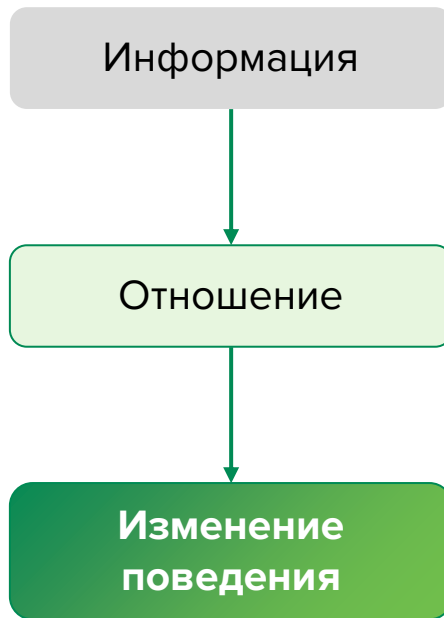 Информация
Отношение
Изменение
поведения